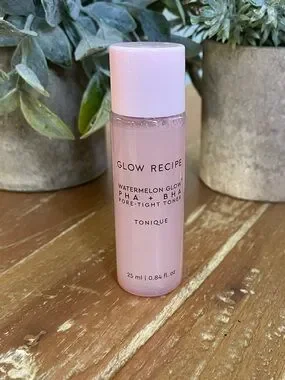 GLOW RECIPE
WATERMELON GLOW
PHA + BHA
PORE-TIGHT TONER
TONIQUE
25 ml | 0.84 fl. oz